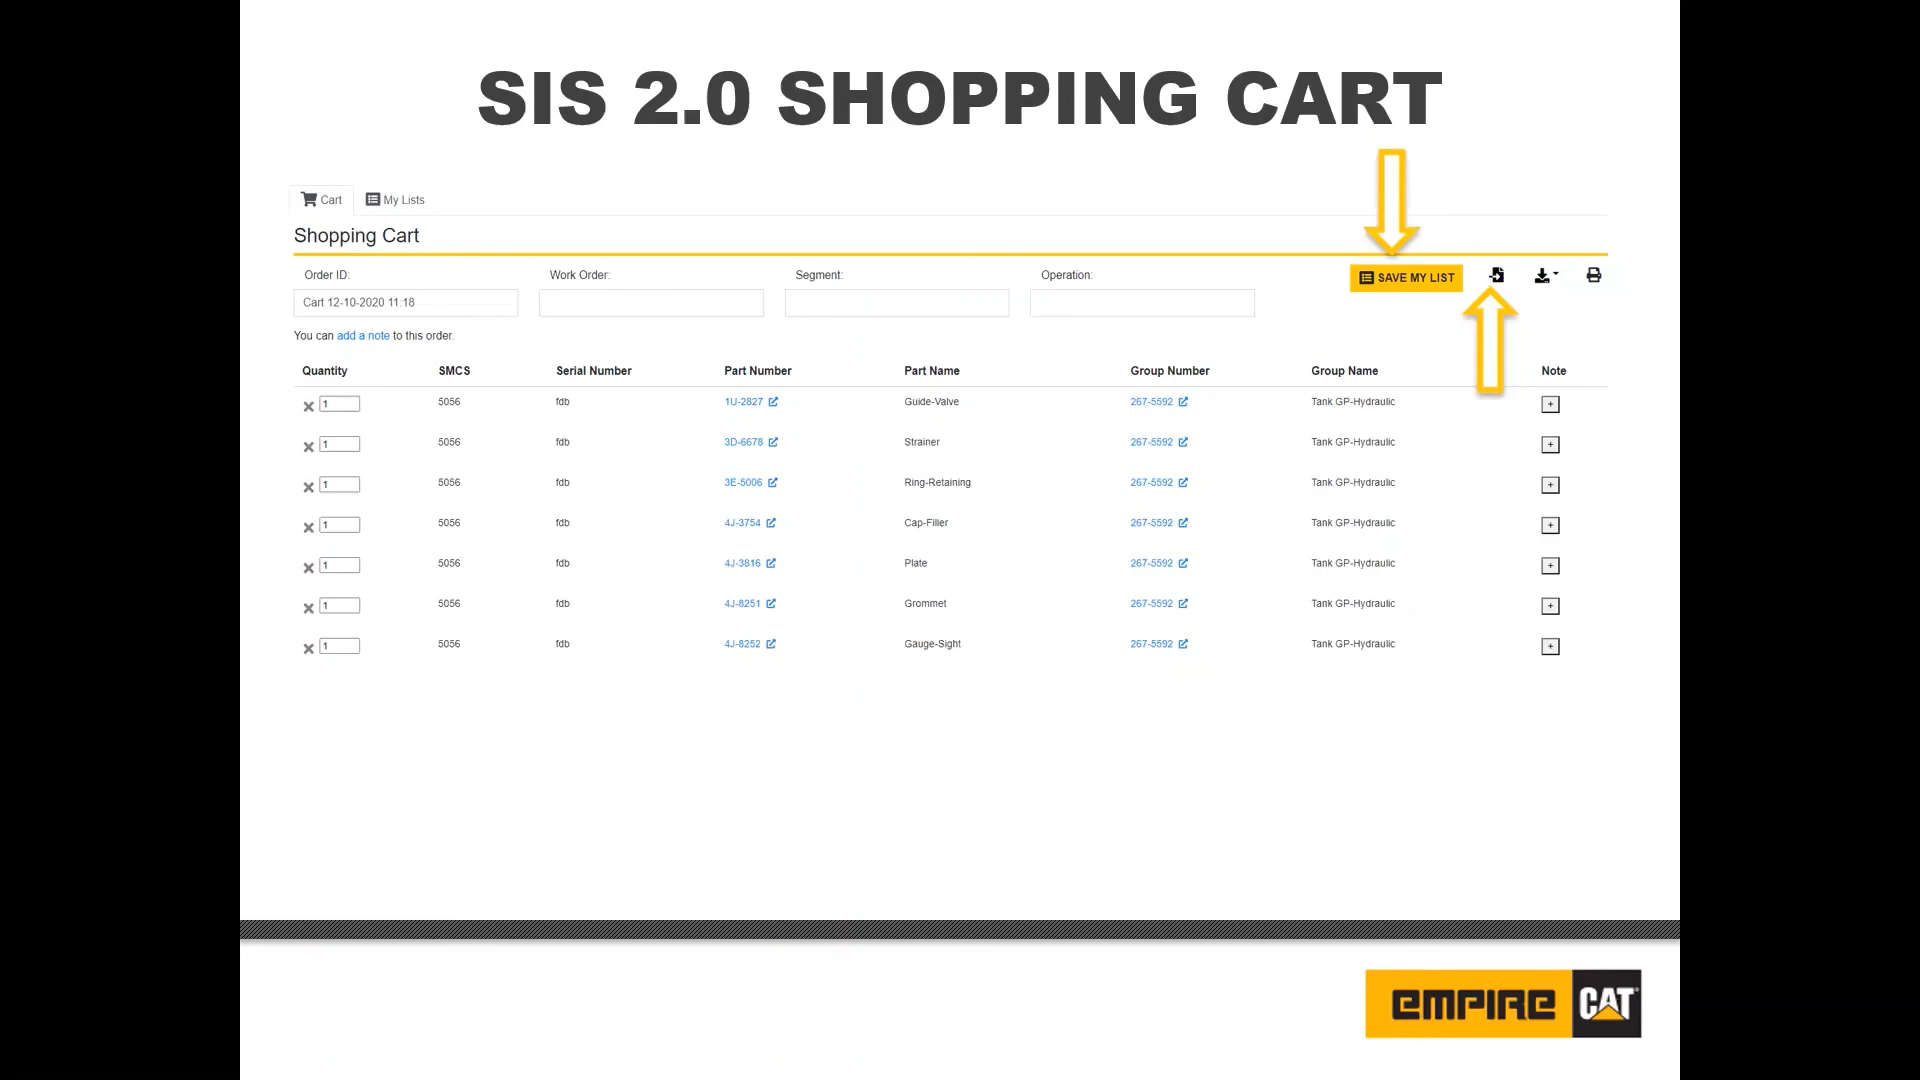 SIS 2.0 SHOPPING CART
Cart My Lists
Shopping Cart
Order ID: Work Order: Segment: Operation:
SAVE MY LIST
Cart 12-10-2020 11:18
You can add a note to this order.
Quantity SMCS Serial Number Part Number Part Name Group Number Group Name Note
1 5056 fdb 1U-2827 Guide-Valve 267-5592 Tank GP-Hydraulic +
1 5056 fdb 3D-6678 Strainer 267-5592 Tank GP-Hydraulic +
1 5056 fdb 3E-5006 Ring-Retaining 267-5592 Tank GP-Hydraulic +
1 5056 fdb 4J-3754 Cap-Filler 267-5592 Tank GP-Hydraulic +
1 5056 fdb 4J-3816 Plate 267-5592 Tank GP-Hydraulic +
1 5056 fdb 4J-8251 Grommet 267-5592 Tank GP-Hydraulic +
1 5056 fdb 4J-8252 Gauge-Sight 267-5592 Tank GP-Hydraulic +
EMPIRE CAT